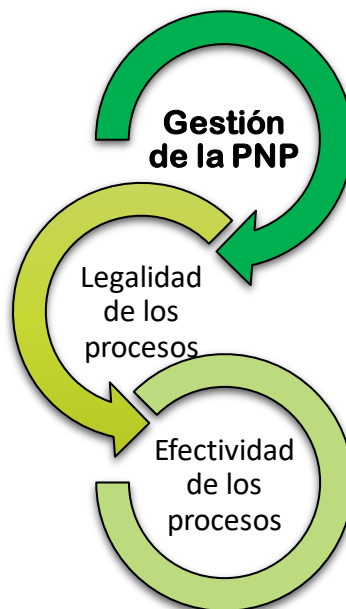 Gestión
de la PNP
Legalidad
de los
procesos
Efectividad
de los
procesos